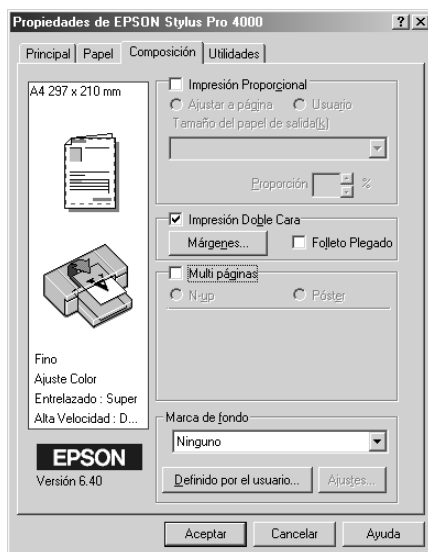 Propiedades de EPSON Stylus Pro 4000
Principal Papel Composición Utilidades
A4 297 x 210 mm
Impresión Proporcional
Ajustar a página Usuario
Tamaño del papel de salida(k)
Proporción %
Impresión Doble Cara
Márgenes... Folleto Plegado
Multi páginas
N-up Póster
Fino
Ajuste Color
Entrelazado : Super
Alta Velocidad : D...
Marca de fondo
Ninguno
EPSON
Versión 6.40
Definido por el usuario... Ajustes...
Aceptar Cancelar Ayuda